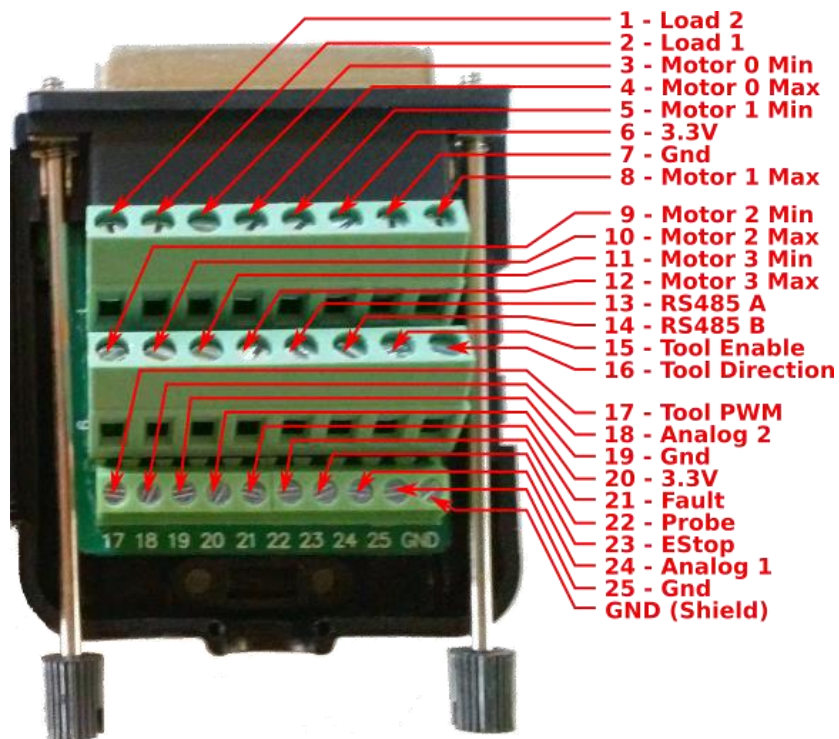 1 - Load 2
2 - Load 1
3 - Motor 0 Min
4 - Motor 0 Max
5 - Motor 1 Min
6 - 3.3V
7 - Gnd
8 - Motor 1 Max
9 - Motor 2 Min
10 - Motor 2 Max
11 - Motor 3 Min
12 - Motor 3 Max
13 - RS485 A
14 - RS485 B
15 - Tool Enable
16 - Tool Direction
17 - Tool PWM
18 - Analog 2
19 - Gnd
20 - 3.3V
21 - Fault
22 - Probe
23 - EStop
24 - Analog 1
25 - Gnd
GND (Shield)
17 18 19 20 21 22 23 24 25 GND